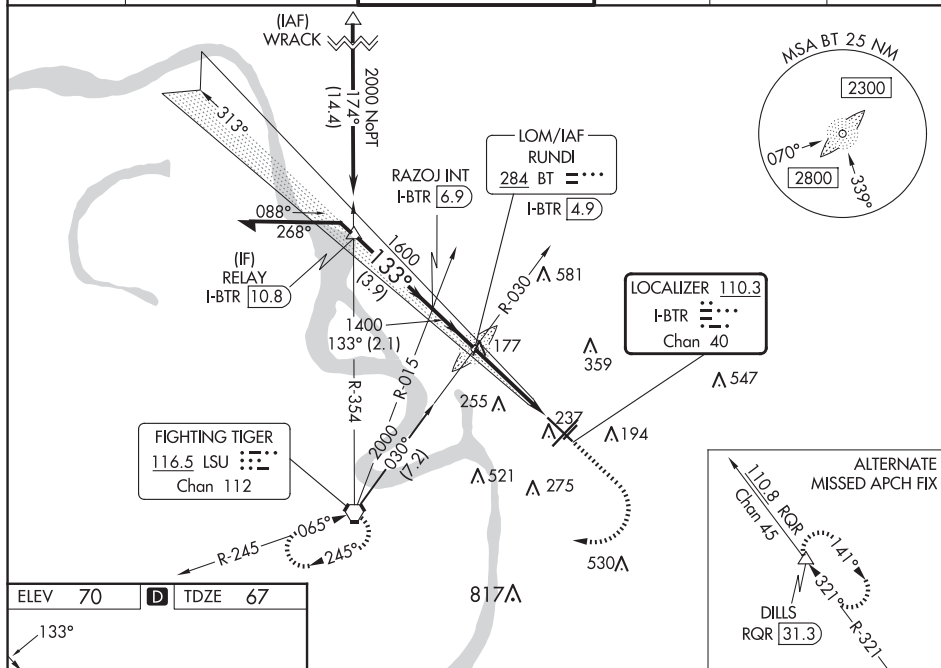 (IAF)
WRACK
2000 NoPT
174°
(14.4)
313°
MSA BT 25 NM
2300
070°
2800
339°
LOM/IAF
RUNDI
284 BT
I-BTR 4.9
RAZOJ INT
I-BTR 6.9
088°
268°
(IF)
RELAY
I-BTR 10.8
1600
133°
(3.9)
1400
133° (2.1)
R-354
R-015
R-030
581
177
LOCALIZER 110.3
I-BTR
Chan 40
359
547
255
237
194
FIGHTING TIGER
116.5 LSU
Chan 112
2000
030°
(7.2)
521
275
R-245
065°
245°
530
817
ALTERNATE
MISSED APCH FIX
110.8 RQR
Chan 45
141°
321°
R-321
DILLS
RQR 31.3
ELEV 70 D TDZE 67
133°